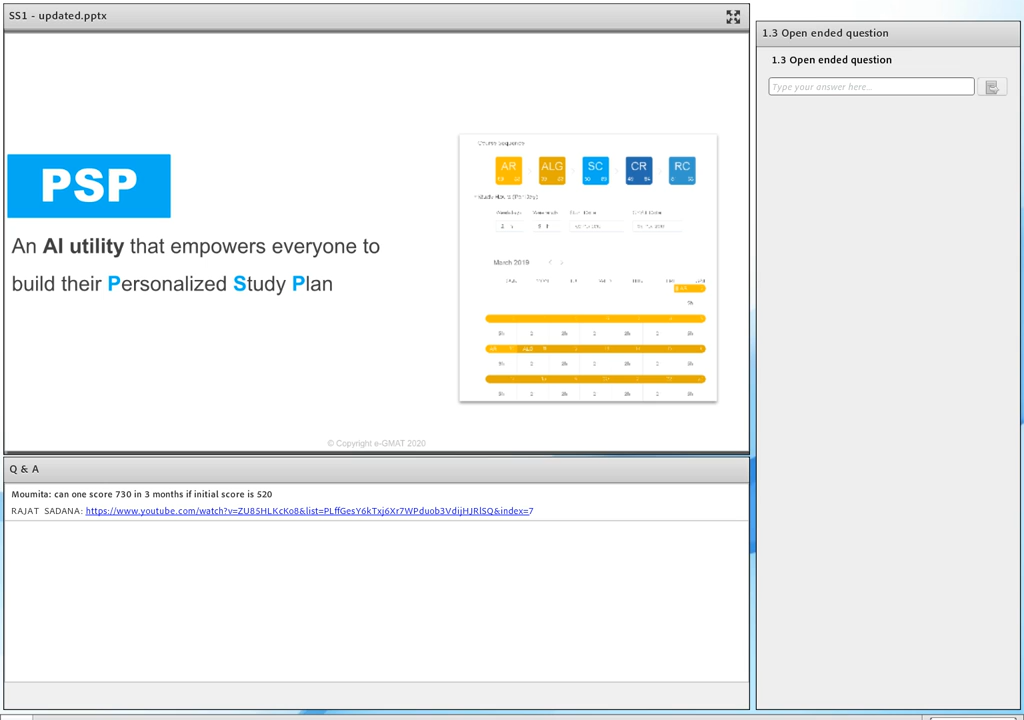 SS1 - updated.pptx
PSP
An AI utility that empowers everyone to
build their Personalized Study Plan
Course Sequence
AR ALG SC CR RC
March 2019
© Copyright e-GMAT 2020
Q & A
Moumita: can one score 730 in 3 months if initial score is 520
RAJAT SADANA: https://www.youtube.com/watch?v=ZU85HLKcKo8&list=PLffGesY6kTxj6Xr7WPduob3VdijHJRlSQ&index=7
1.3 Open ended question
1.3 Open ended question
Type your answer here...